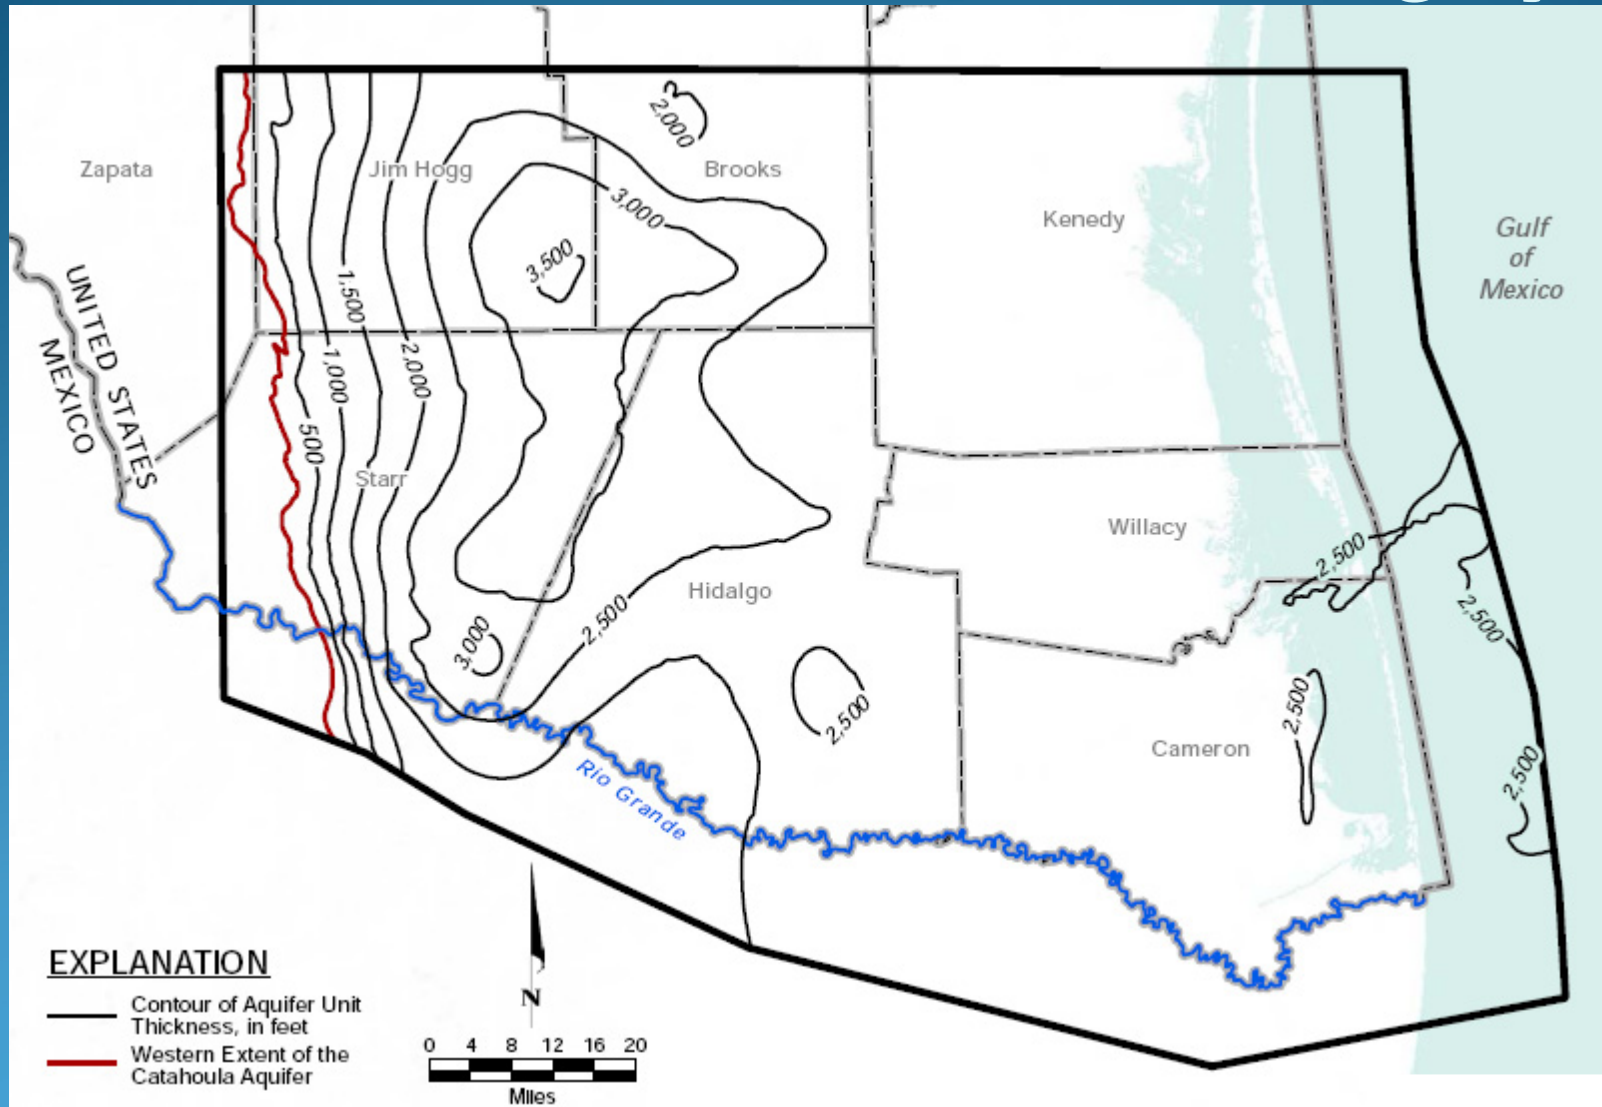 2,000
Zapata
Jim Hogg
Brooks
3,000
Kenedy
Gulf
of
Mexico
3,500
1,500
UNITED STATES
MEXICO
2,000
1,000
500
Starr
Willacy
2,500
Hidalgo
2,500
2,500
3,000
2,500
2,500
Cameron
2,500
Rio Grande
EXPLANATION
Contour of Aquifer Unit
Thickness, in feet
Western Extent of the
Catahoula Aquifer
N
0 4 8 12 16 20
Miles